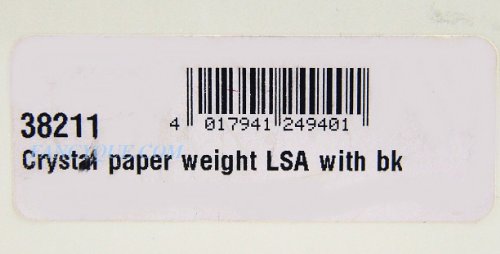 38211
4 017941 249401
Crystal paper weight LSA with bk